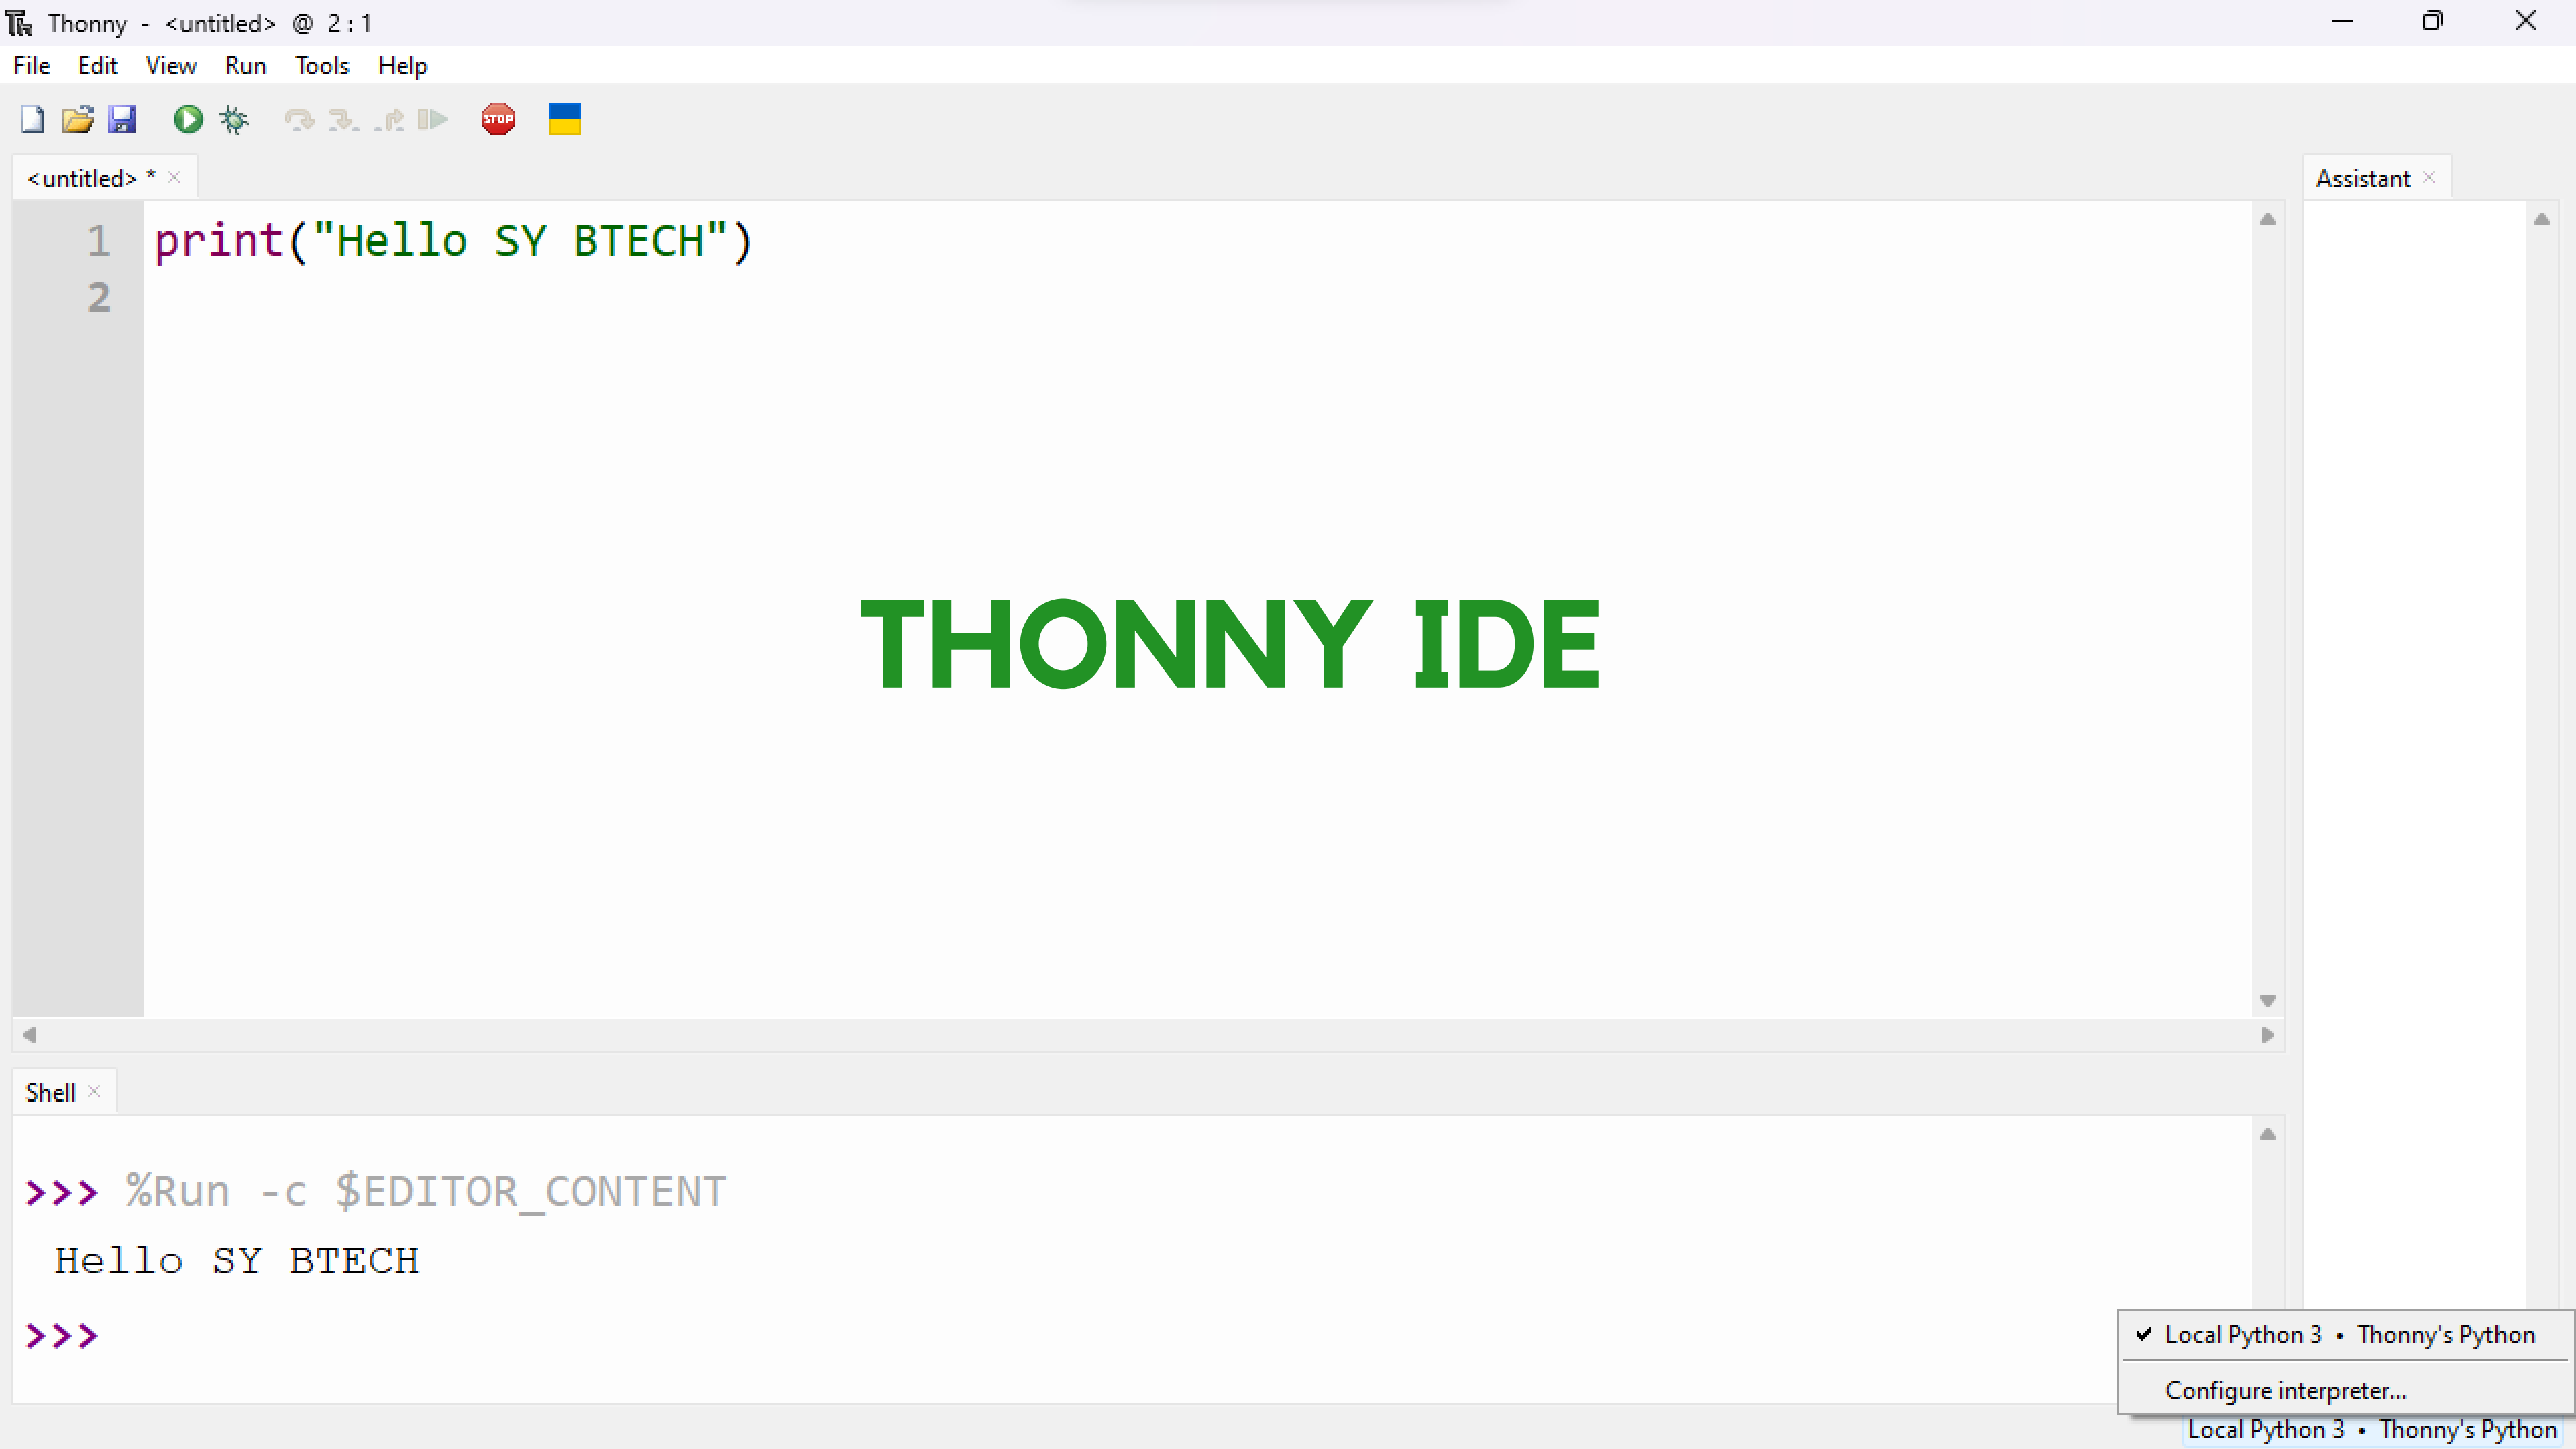 Thonny - <untitled> @ 2:1
File Edit View Run Tools Help
STOP
<untitled> *
Assistant
1 print("Hello SY BTECH")
2
THONNY IDE
Shell
>>> %Run -c $EDITOR_CONTENT
Hello SY BTECH
>>>
Local Python 3 • Thonny's Python
Configure interpreter...
Local Python 3 • Thonny's Python